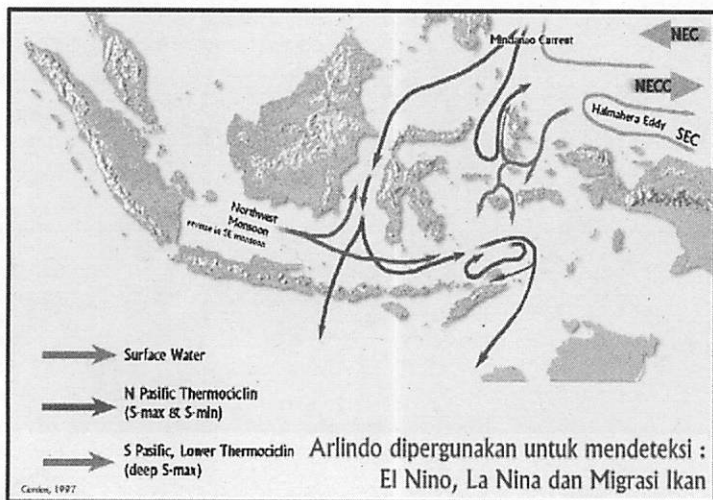 Mindanao Current
NEC
NECC
Halmahera Eddy
SEC
Northwest
Monsoon
reverse in SE monsoon
Surface Water
N Pasific Thermociclin
(S-max & S-min)
S Pasific, Lower Thermociclin
(deep S-max)
Arlindo dipergunakan untuk mendeteksi :
El Nino, La Nina dan Migrasi Ikan
1997